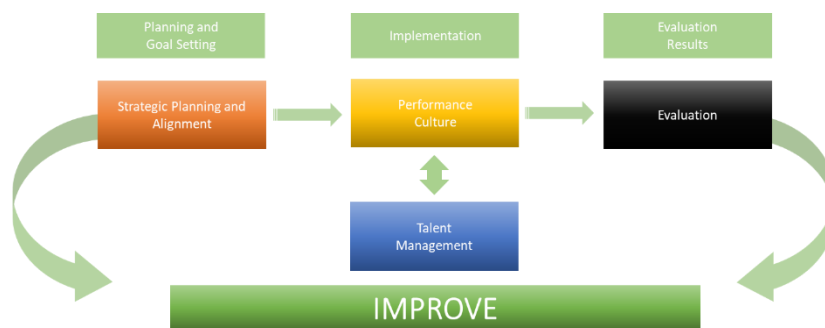 Planning and
Goal Setting
Implementation
Evaluation
Results
Strategic Planning and
Alignment
Performance
Culture
Evaluation
Talent
Management
IMPROVE